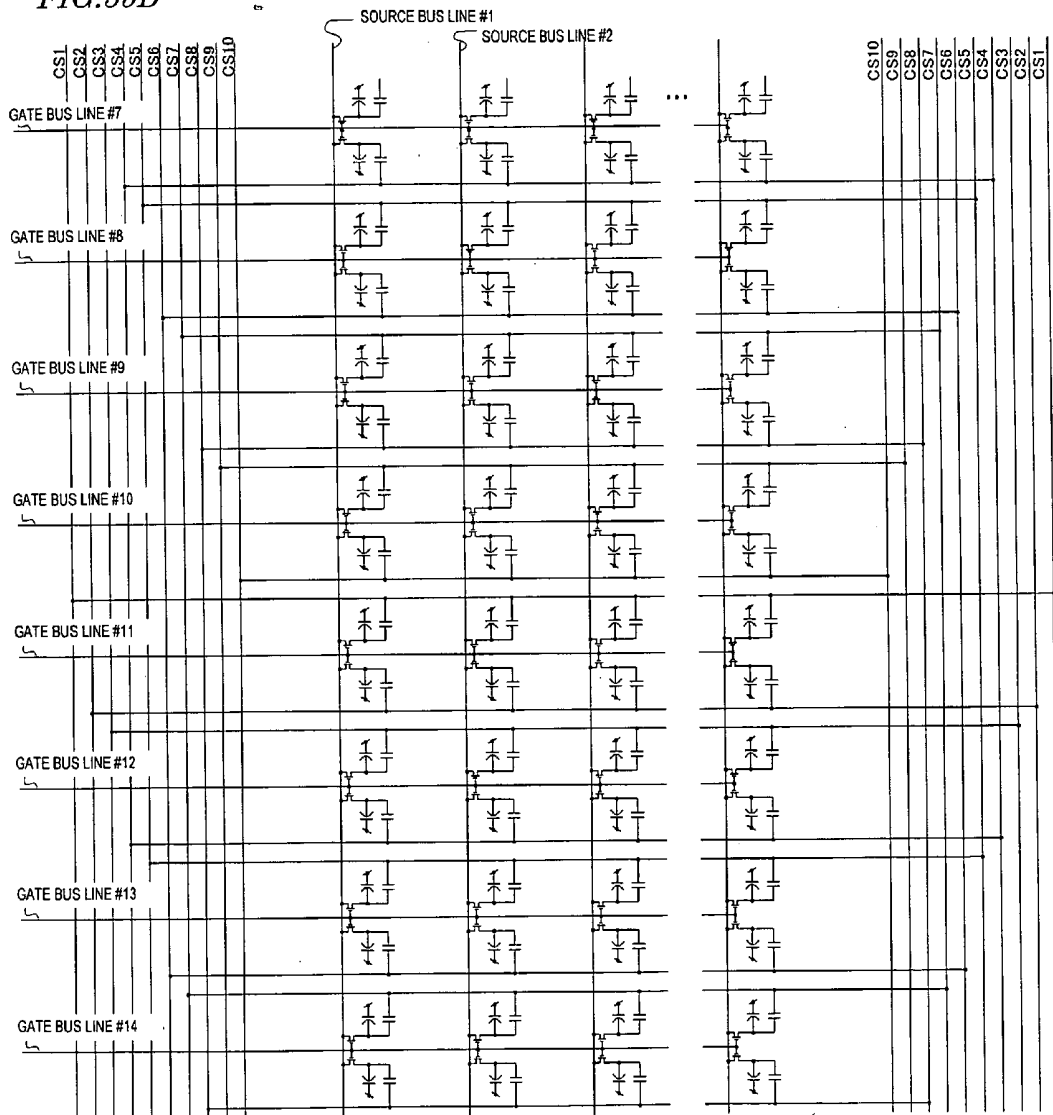 SOURCE BUS LINE #1
SOURCE BUS LINE #2
CS1
CS2
CS3
CS4
CS5
CS6
CS7
CS8
CS9
CS10
CS10
CS9
CS8
CS7
CS6
CS5
CS4
CS3
CS2
CS1
GATE BUS LINE #7
...
GATE BUS LINE #8
GATE BUS LINE #9
GATE BUS LINE #10
GATE BUS LINE #11
GATE BUS LINE #12
GATE BUS LINE #13
GATE BUS LINE #14